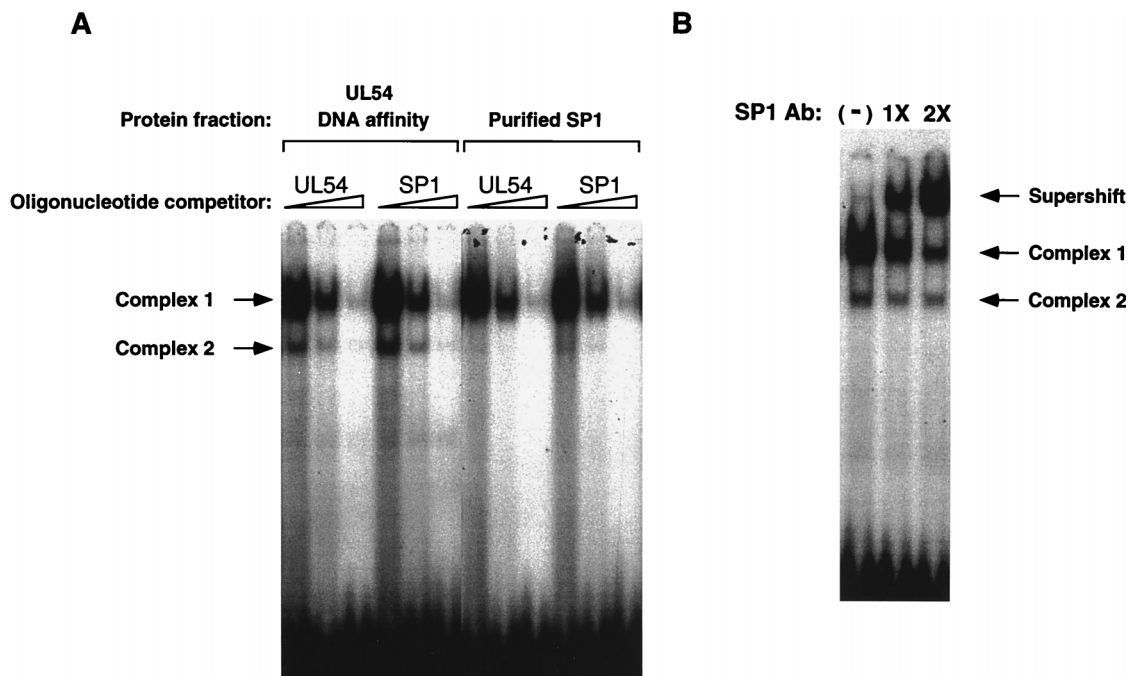 A
B
UL54
Protein fraction: DNA affinity Purified SP1
SP1 Ab: (-) 1X 2X
UL54 SP1 UL54 SP1
Oligonucleotide competitor:
Supershift
Complex 1
Complex 2
Complex 1
Complex 2